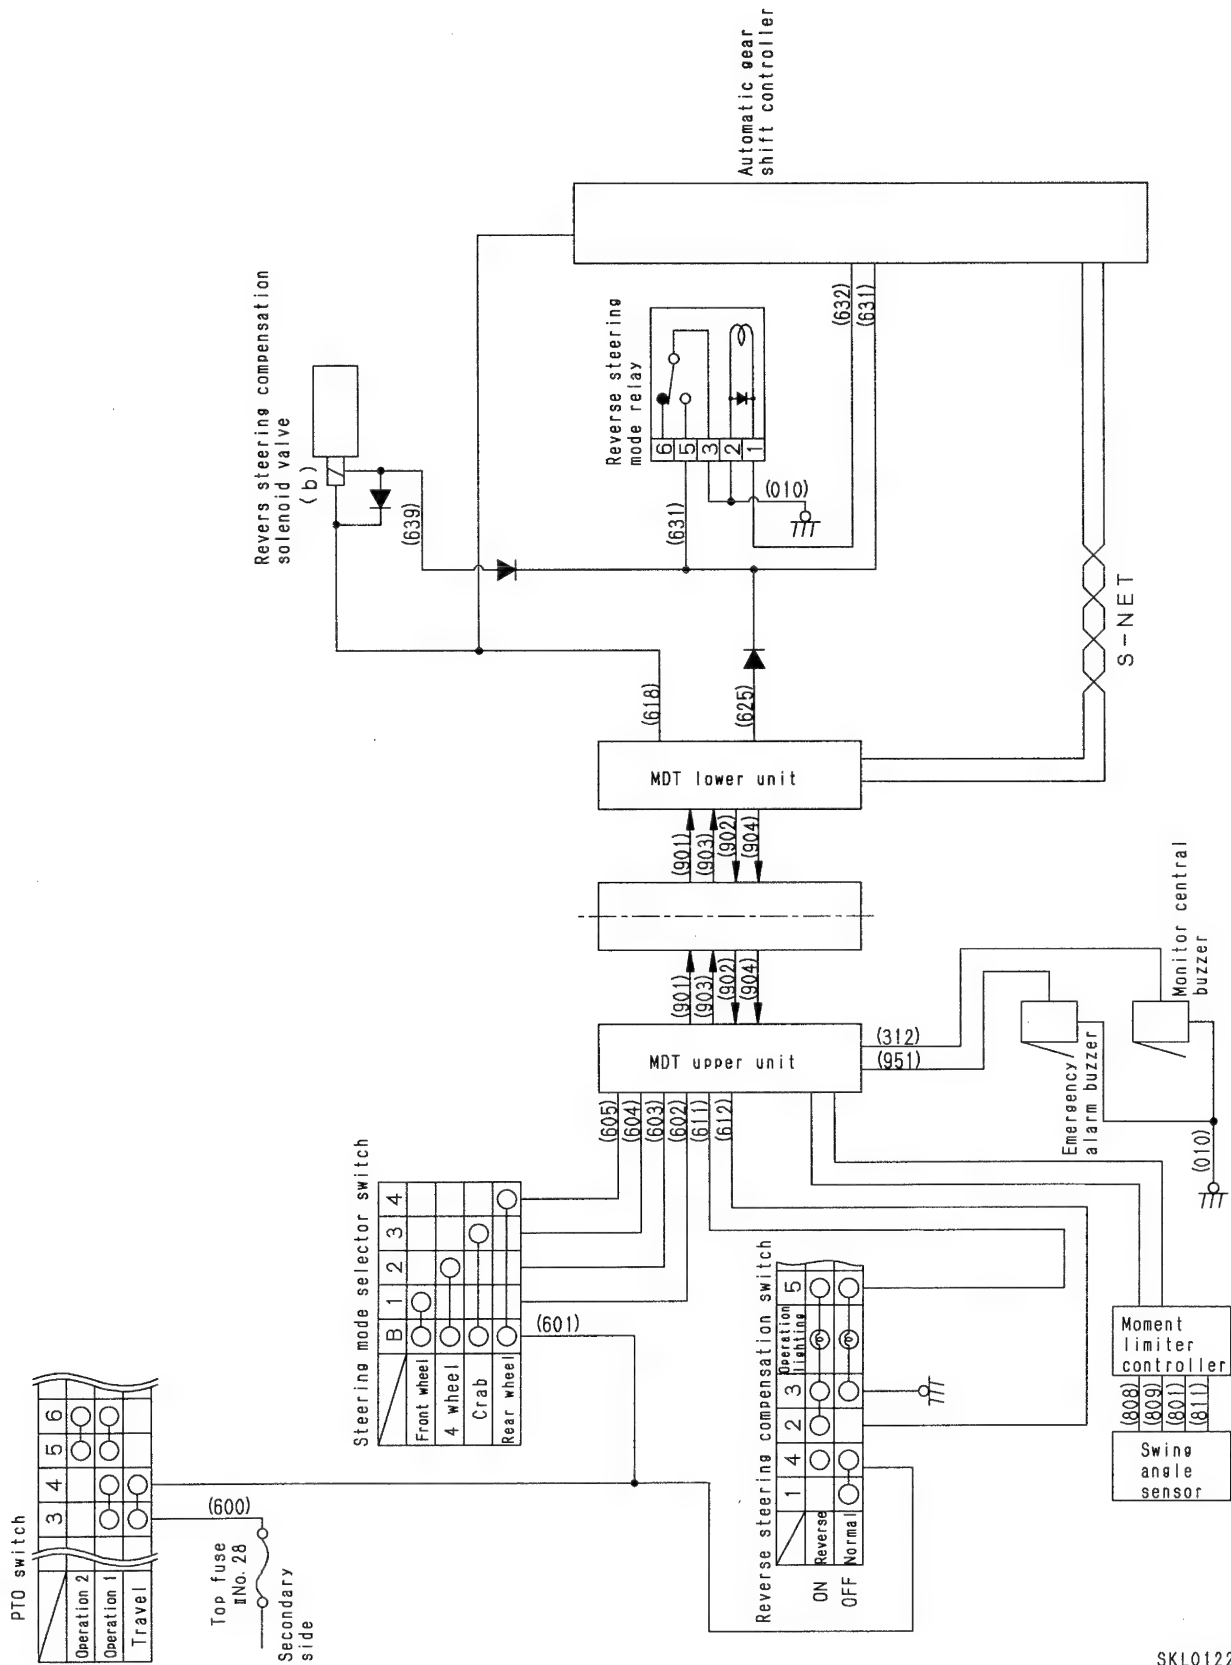 PTO switch
3 4 5 6
Operation 2
Operation 1
Travel
(600)
Top fuse
No. 28
Secondary
side
Steering mode selector switch
B 1 2 3 4
Front wheel
4 wheel
Crab
Rear wheel
(601)
Reverse steering compensation switch
1 4 2 3 Operation lighting 5
ON Reverse
OFF Normal
(605)
(604)
(603)
(602)
(611)
(612)
MDT upper unit
(312)
(951)
Emergency
alarm buzzer
Monitor central
buzzer
(010)
Moment
limiter
controller
(808)
(809)
(801)
(811)
Swing
angle
sensor
(901)
(903)
(902)
(904)
(901)
(903)
(902)
(904)
MDT lower unit
(618)
(625)
S-NET
Revers steering compensation
solenoid valve
(b)
(639)
(631)
Reverse steering
mode relay
6 5 3 2 1
(010)
(632)
(631)
Automatic gear
shift controller
SKL0122